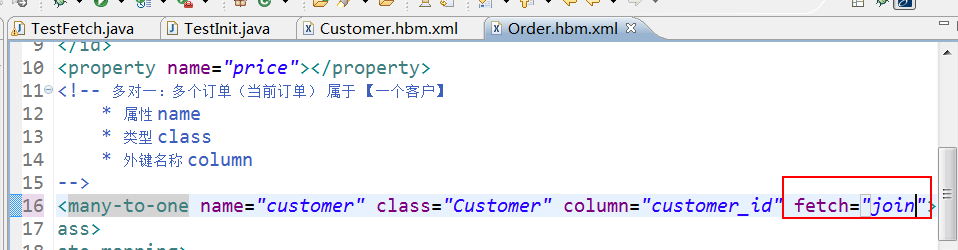 TestFetch.java TestInit.java Customer.hbm.xml Order.hbm.xml
9 </id>
10 <property name="price"></property>
11 <!-- 多对一：多个订单（当前订单） 属于 【一个客户】
12 * 属性 name
13 * 类型 class
14 * 外键名称 column
15 -->
16 <many-to-one name="customer" class="Customer" column="customer_id" fetch="join">
17 ass>
18